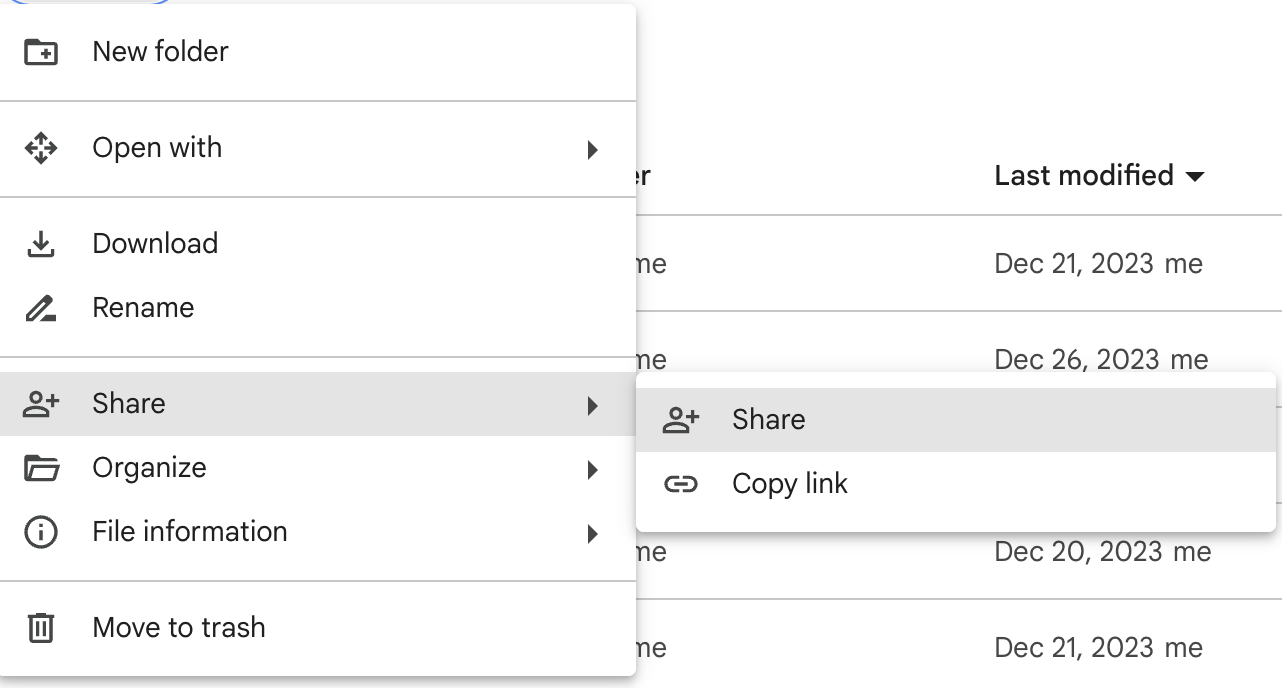 New folder
Open with
Download
Rename
Share
Organize
File information
Move to trash
Share
Copy link
er Last modified
me Dec 21, 2023 me
me Dec 26, 2023 me
me Dec 20, 2023 me
me Dec 21, 2023 me